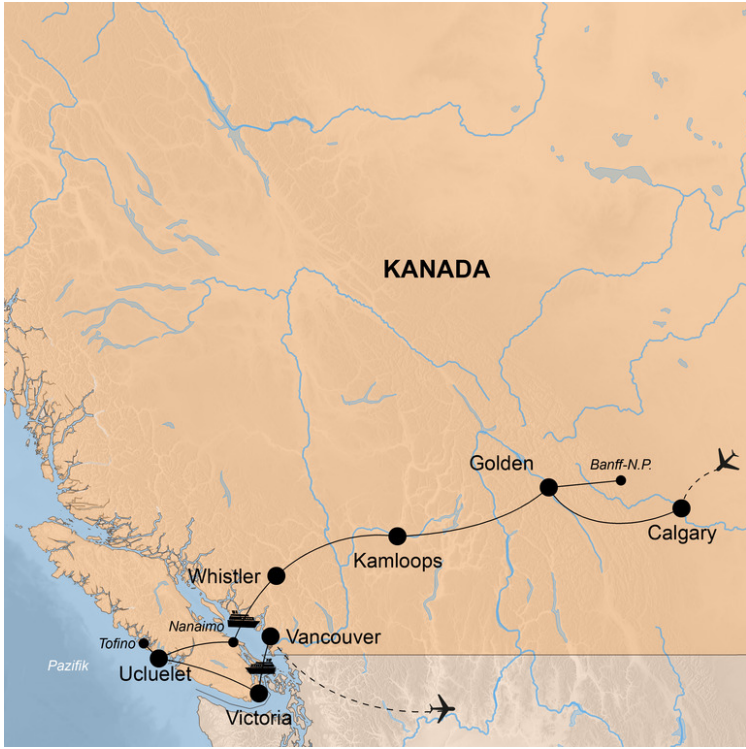 KANADA
Golden
Banff-N.P.
Calgary
Kamloops
Whistler
Nanaimo
Vancouver
Tofino
Pazifik
Ucluelet
Victoria